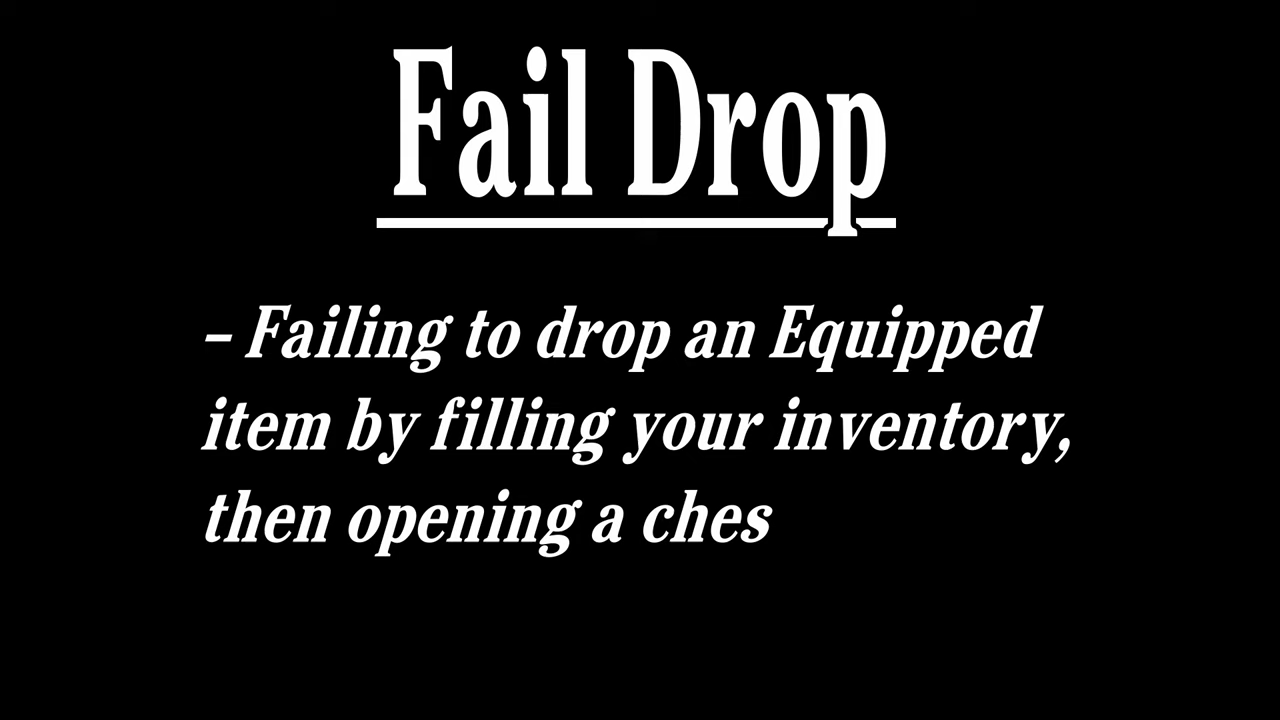 Fail Drop
– Failing to drop an Equipped
item by filling your inventory,
then opening a ches